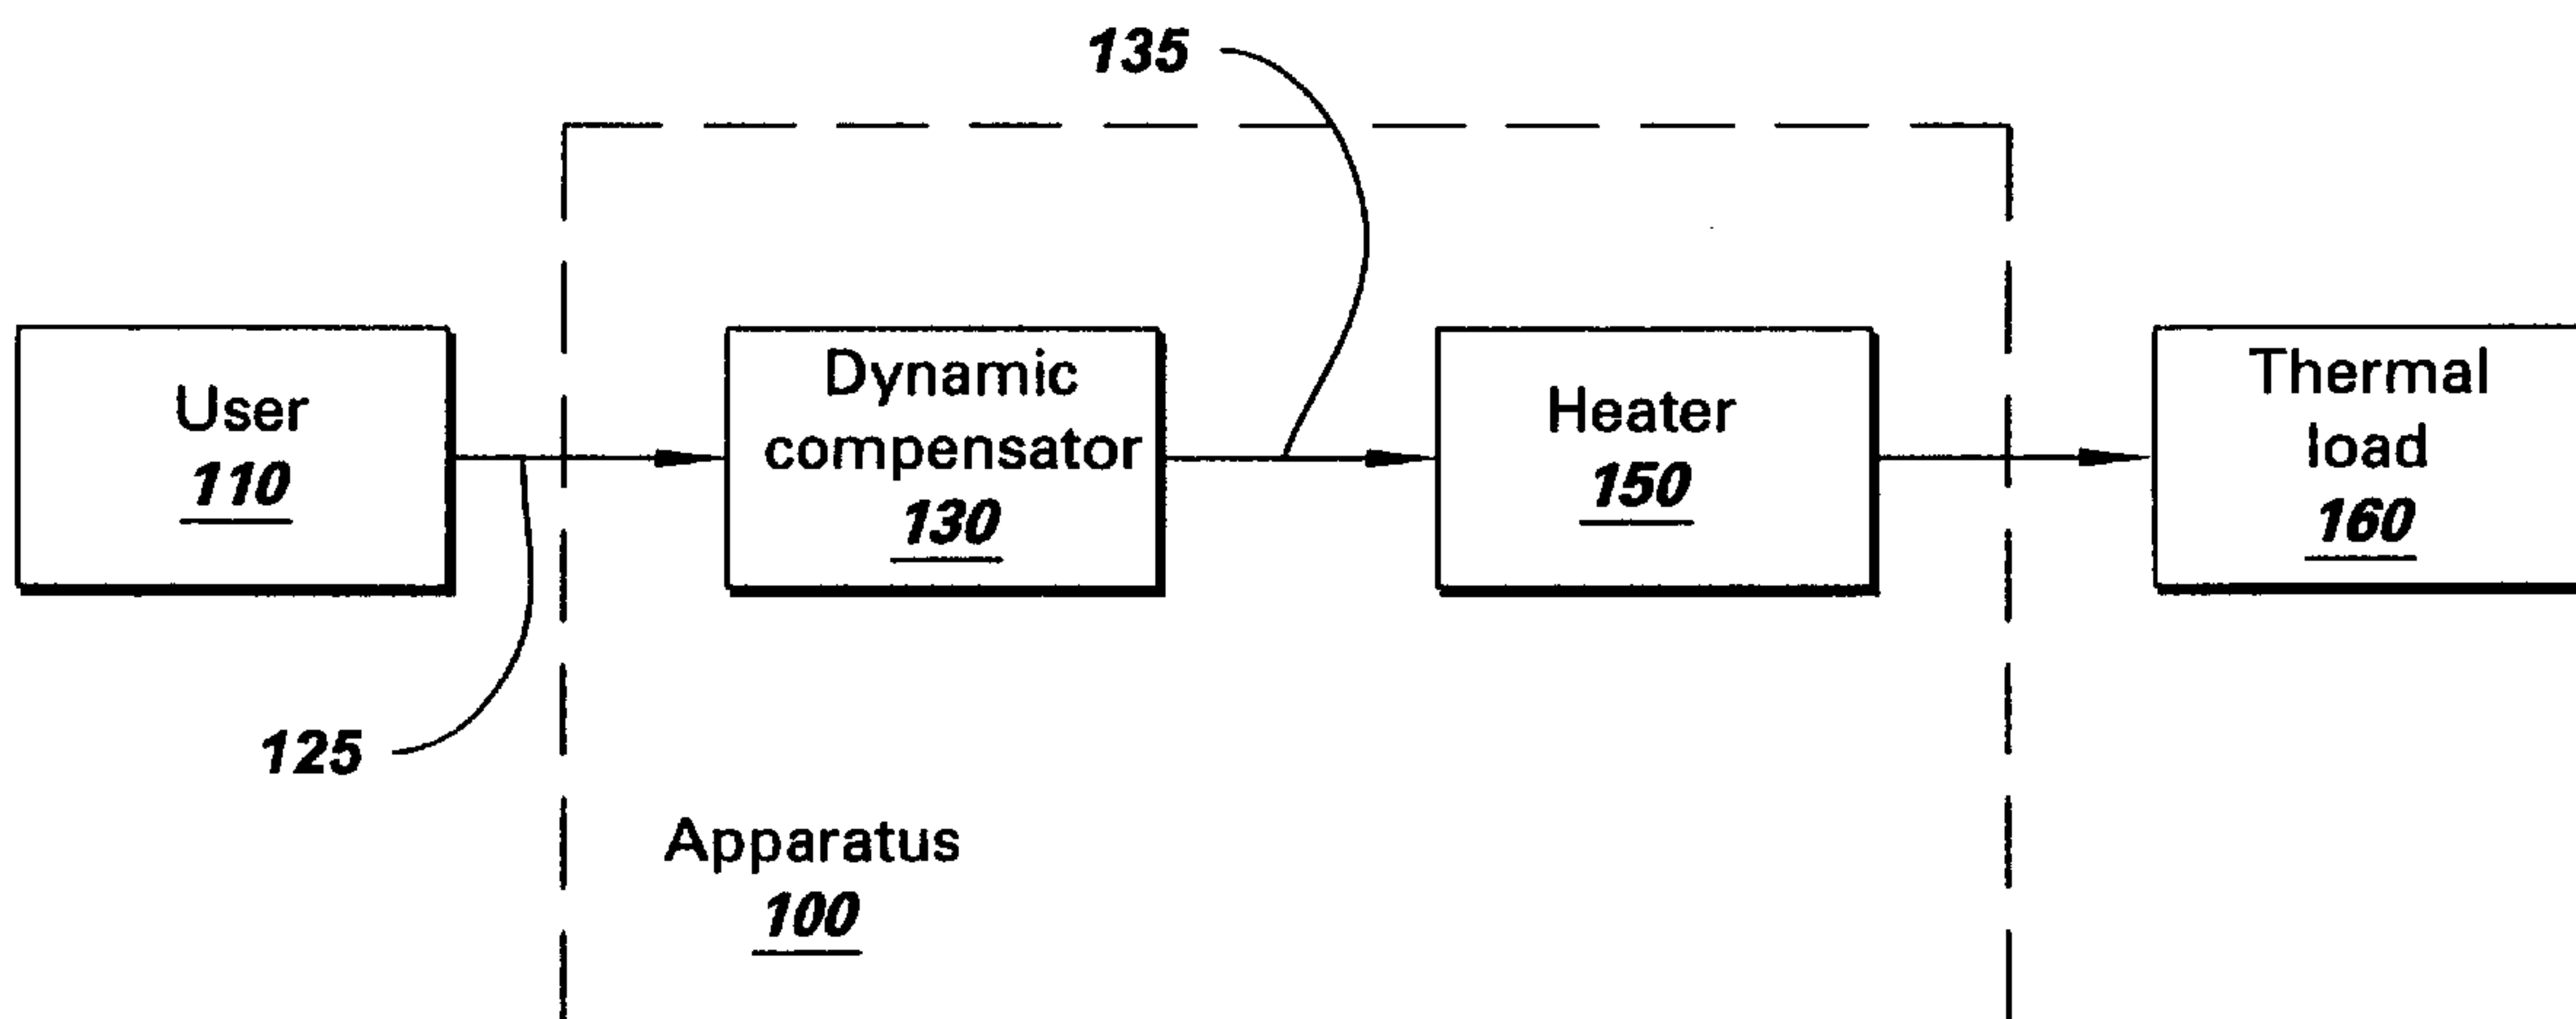 135
User
110
Dynamic
compensator
130
Heater
150
Thermal
load
160
125
Apparatus
100